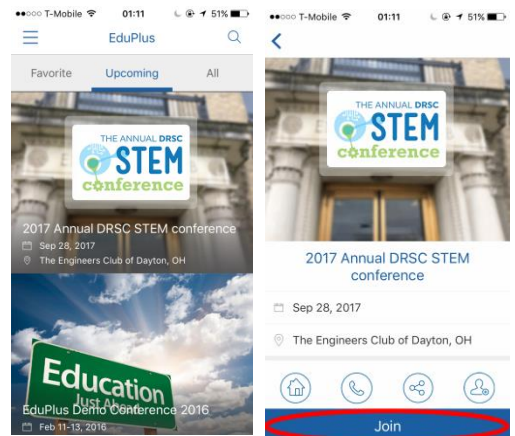 T-Mobile 01:11 51%
EduPlus
Favorite Upcoming All
THE ANNUAL DRSC
STEM
conference
2017 Annual DRSC STEM conference
Sep 28, 2017
The Engineers Club of Dayton, OH
Education
Just Ahead
EduPlus Demo Conference 2016
Feb 11-13, 2016
T-Mobile 01:11 51%
THE ANNUAL DRSC
STEM
conference
2017 Annual DRSC STEM
conference
Sep 28, 2017
The Engineers Club of Dayton, OH
Join